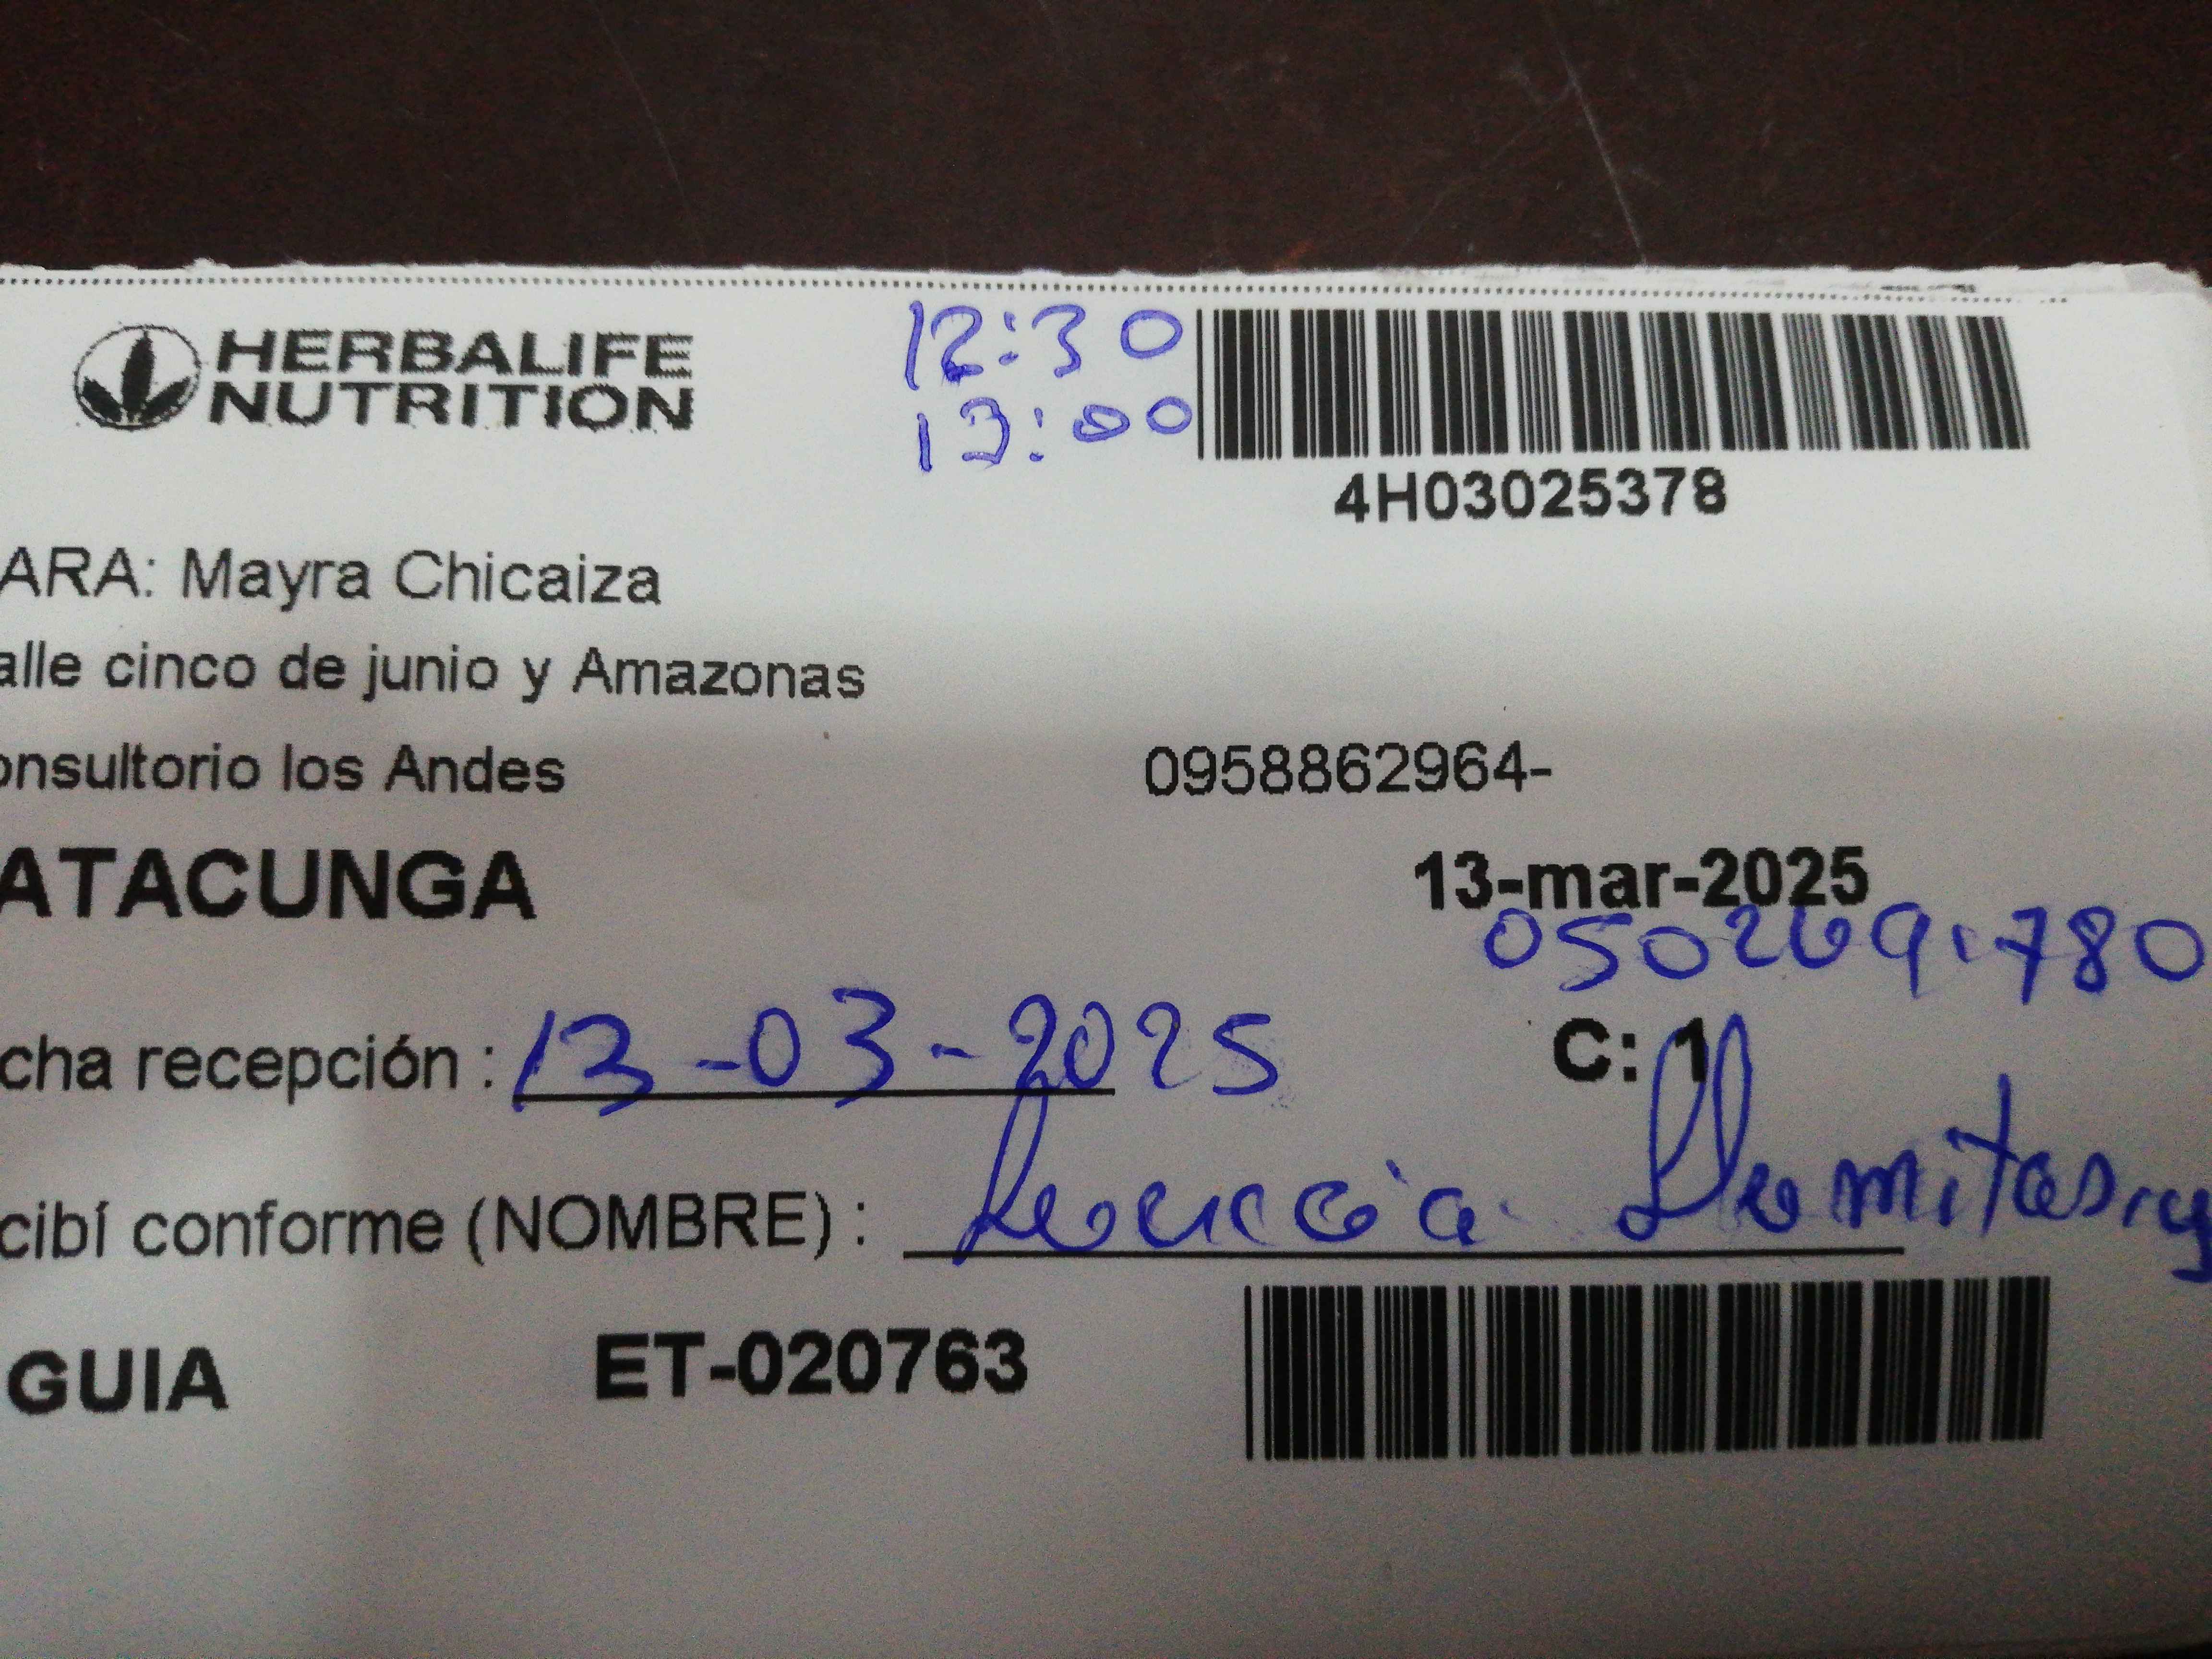 HERBALIFE
NUTRITION
12:30
13:00
4H03025378
ARA: Mayra Chicaiza
alle cinco de junio y Amazonas
onsultorio los Andes 0958862964-
ATACUNGA 13-mar-2025
cha recepción : 13-03-2025 C: 1
cibí conforme (NOMBRE) :
GUIA ET-020763